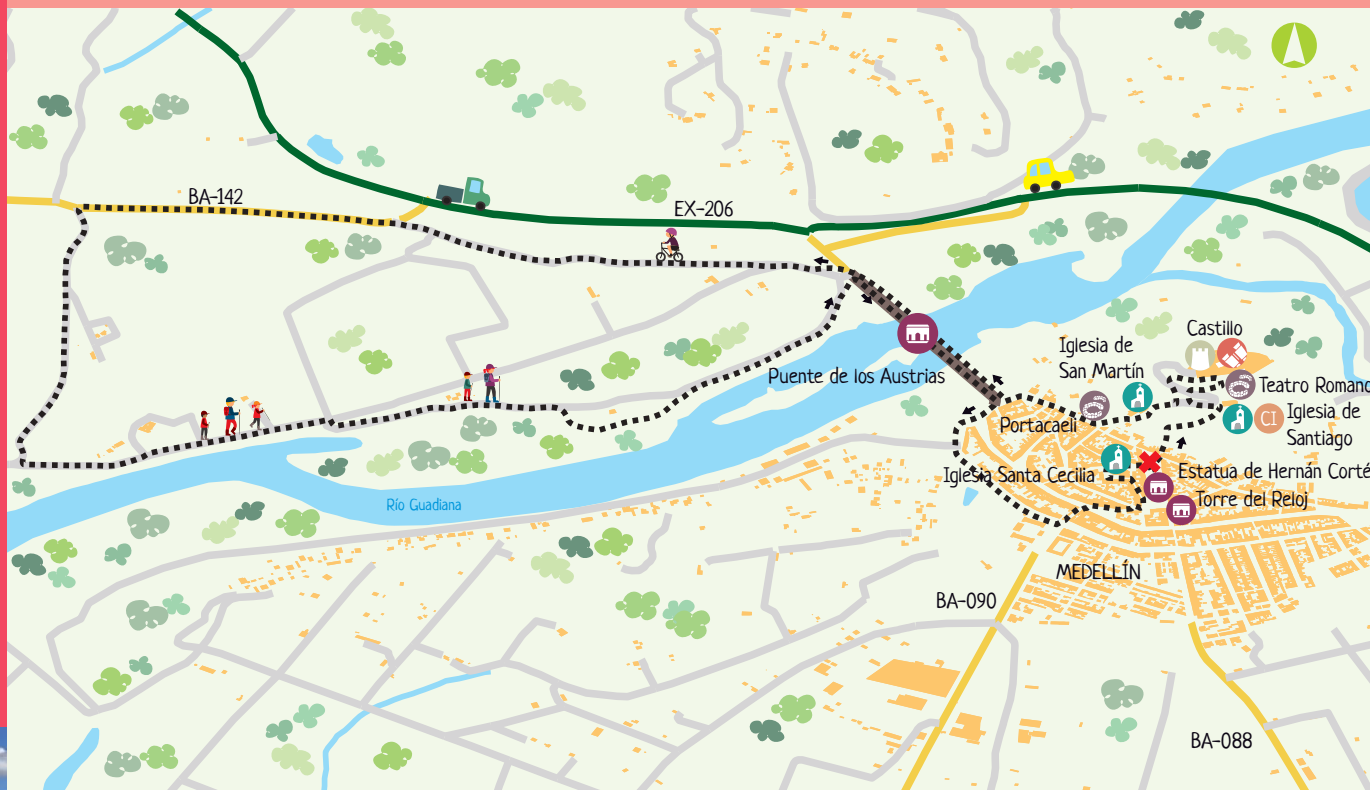 BA-142
EX-206
Castillo
Iglesia de
San Martín
Puente de los Austrias
Teatro Romano
CI
Iglesia de
Santiago
Portacaeli
Iglesia Santa Cecilia
Estatua de Hernán Corté
Torre del Reloj
Río Guadiana
MEDELLÍN
BA-090
BA-088